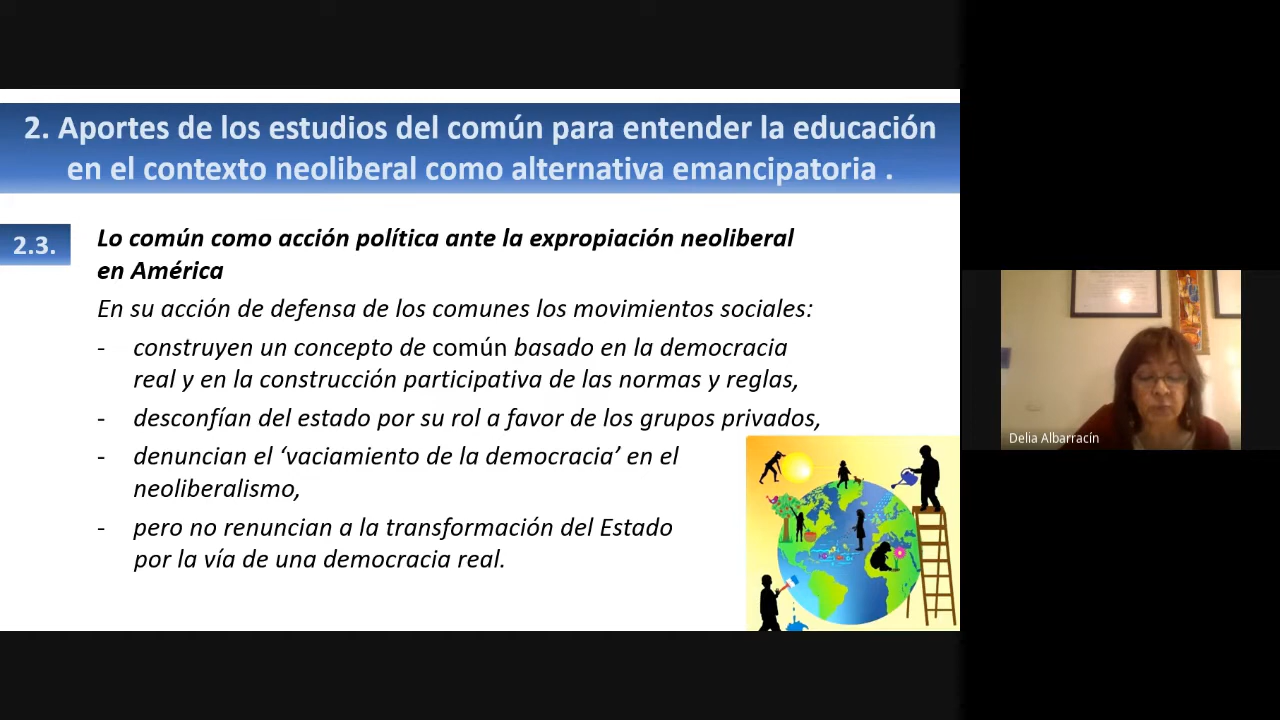 2. Aportes de los estudios del común para entender la educación
en el contexto neoliberal como alternativa emancipatoria .
2.3.
Lo común como acción política ante la expropiación neoliberal
en América
En su acción de defensa de los comunes los movimientos sociales:
- construyen un concepto de común basado en la democracia
real y en la construcción participativa de las normas y reglas,
- desconfían del estado por su rol a favor de los grupos privados,
- denuncian el ‘vaciamiento de la democracia’ en el
neoliberalismo,
- pero no renuncian a la transformación del Estado
por la vía de una democracia real.
Delia Albarracín